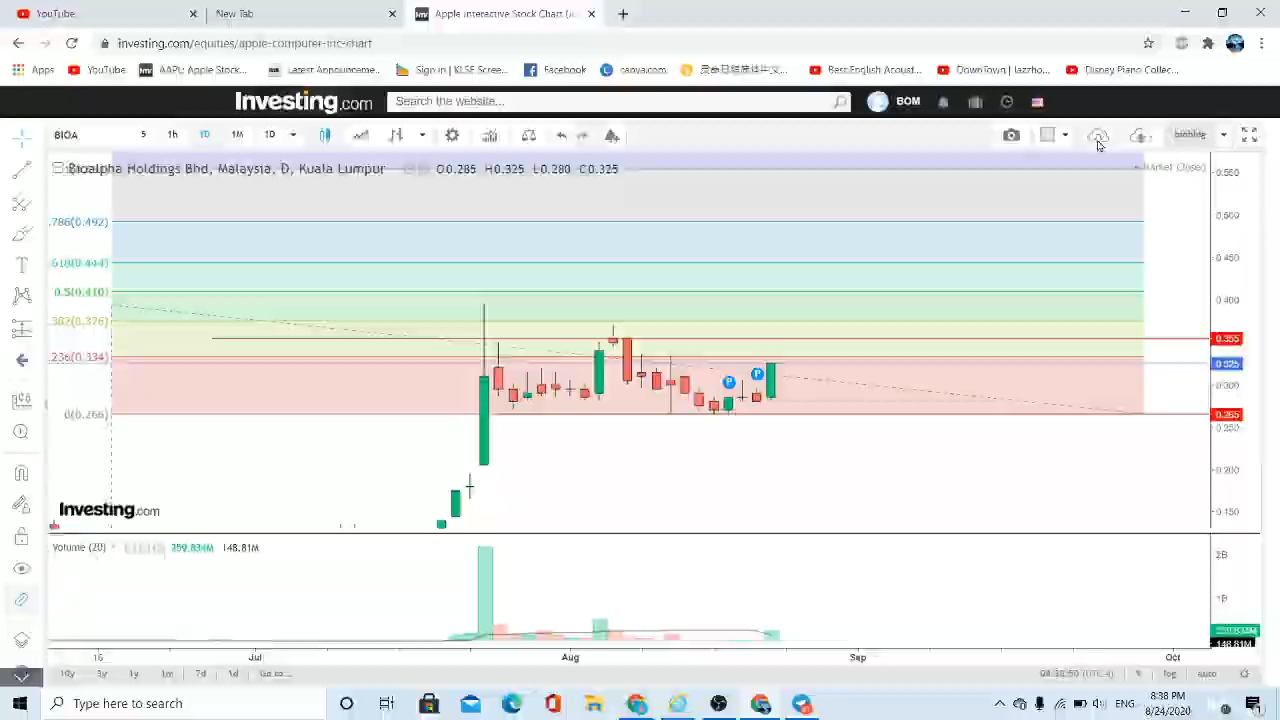 YouTube
New Tab
Apple Interactive Stock Chart
investing.com/equities/apple-computer-inc-chart
Apps
YouTube
AAPL: Apple Stock...
Latest Announcem...
Sign in | KLSE Scree...
Facebook
canva.com
Best English Acoust...
DownTown | lazzho...
Disney Piano Collec...
Investing.com
Search the website...
BOM
BIOA
5
1h
1D
1M
1D
Bioalpha Holdings Bhd, Malaysia, D, Kuala Lumpur
O0.285 H0.325 L0.280 C0.325
Market Closed
0.550
0.500
0.450
0.400
0.355
0.325
0.300
0.265
0.250
0.200
0.150
.786(0.492)
.618(0.444)
0.5(0.410)
.382(0.376)
.236(0.334)
0(0.266)
P
P
Investing.com
Volume (20)
359.834M
148.81M
2B
1B
148.81M
15
Jul
Aug
Sep
Oct
10y
3y
1y
1m
7d
1d
Go to...
log
auto
Type here to search
ENG
8:38 PM
8/24/2020